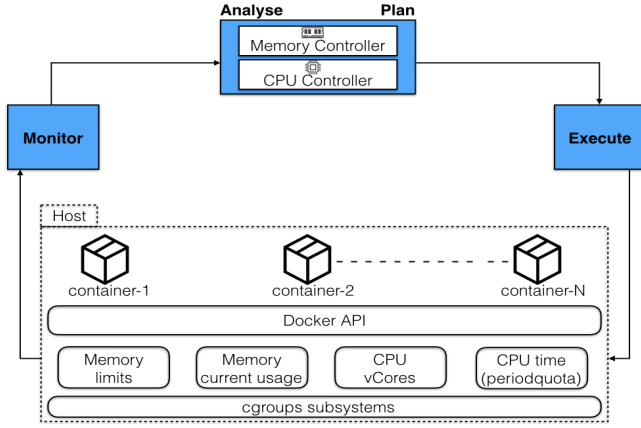 Analyse Plan
Memory Controller
CPU Controller
Monitor
Execute
Host
container-1 container-2 container-N
Docker API
Memory
limits
Memory
current usage
CPU
vCores
CPU time
(periodquota)
cgroups subsystems